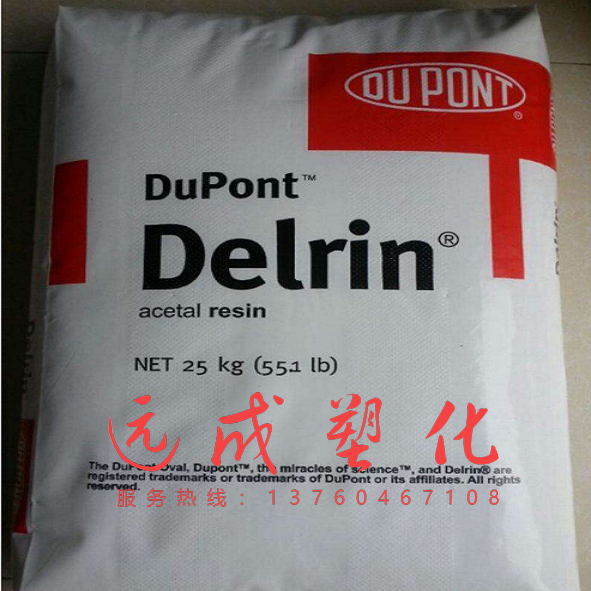 DU PONT®
DuPont™
Delrin®
acetal resin
NET 25 kg (55.1 lb)
远成塑化
The DuPont Oval, Dupont™, the miracles of science™, and Delrin® are
registered trademarks or trademarks of DuPont or its affiliates. All rights
reserved.
服务热线: 13760467108